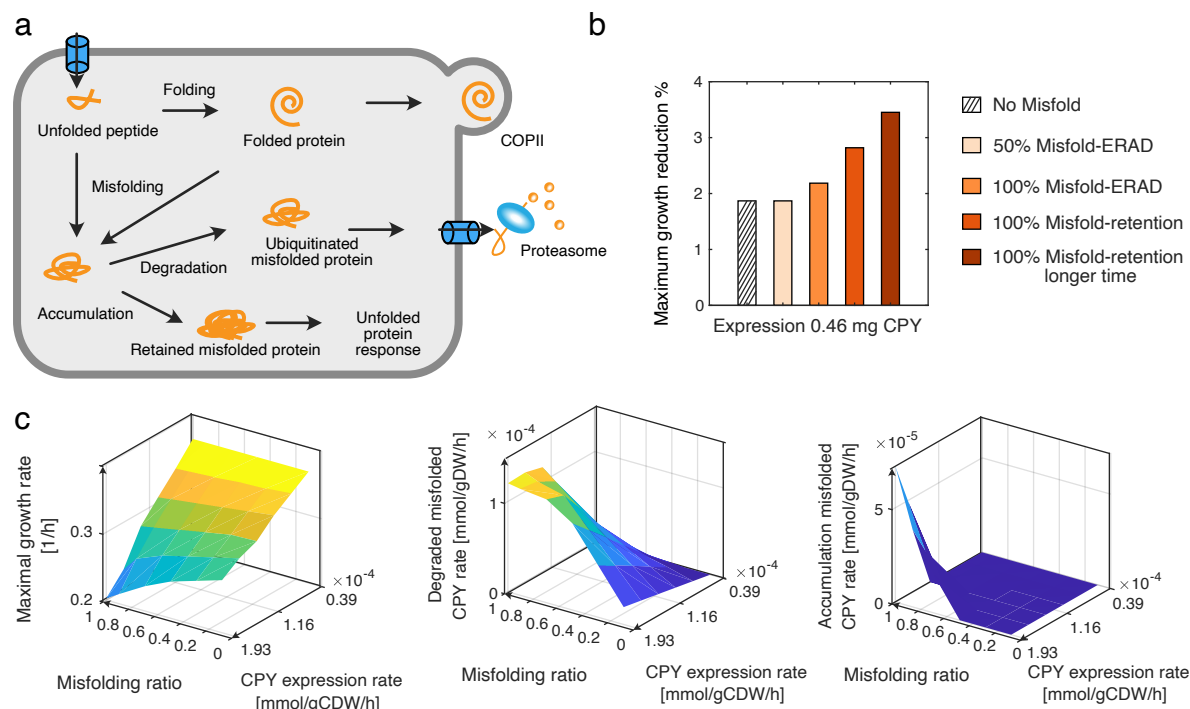 a
Folding
Unfolded peptide
Folded protein
COPII
Misfolding
Ubiquitinated
misfolded protein
Proteasome
Degradation
Accumulation
Retained misfolded protein
Unfolded
protein
response
b
Maximum growth reduction %
4
3
2
1
0
Expression 0.46 mg CPY
No Misfold
50% Misfold-ERAD
100% Misfold-ERAD
100% Misfold-retention
100% Misfold-retention
longer time
c
Maximal growth rate
[1/h]
0.3
0.2
1
0.8
0.6
0.4
0.2
0
Misfolding ratio
× 10⁻⁴
0.39
1.16
1.93
CPY expression rate
[mmol/gCDW/h]
Degraded misfolded
CPY rate [mmol/gDW/h]
× 10⁻⁴
1
0
1
0.8
0.6
0.4
0.2
0
Misfolding ratio
× 10⁻⁴
0.39
1.16
1.93
CPY expression rate
[mmol/gCDW/h]
Accumulation misfolded
CPY rate [mmol/gDW/h]
× 10⁻⁵
5
0
1
0.8
0.6
0.4
0.2
0
Misfolding ratio
× 10⁻⁴
0.39
1.16
1.93
CPY expression rate
[mmol/gCDW/h]